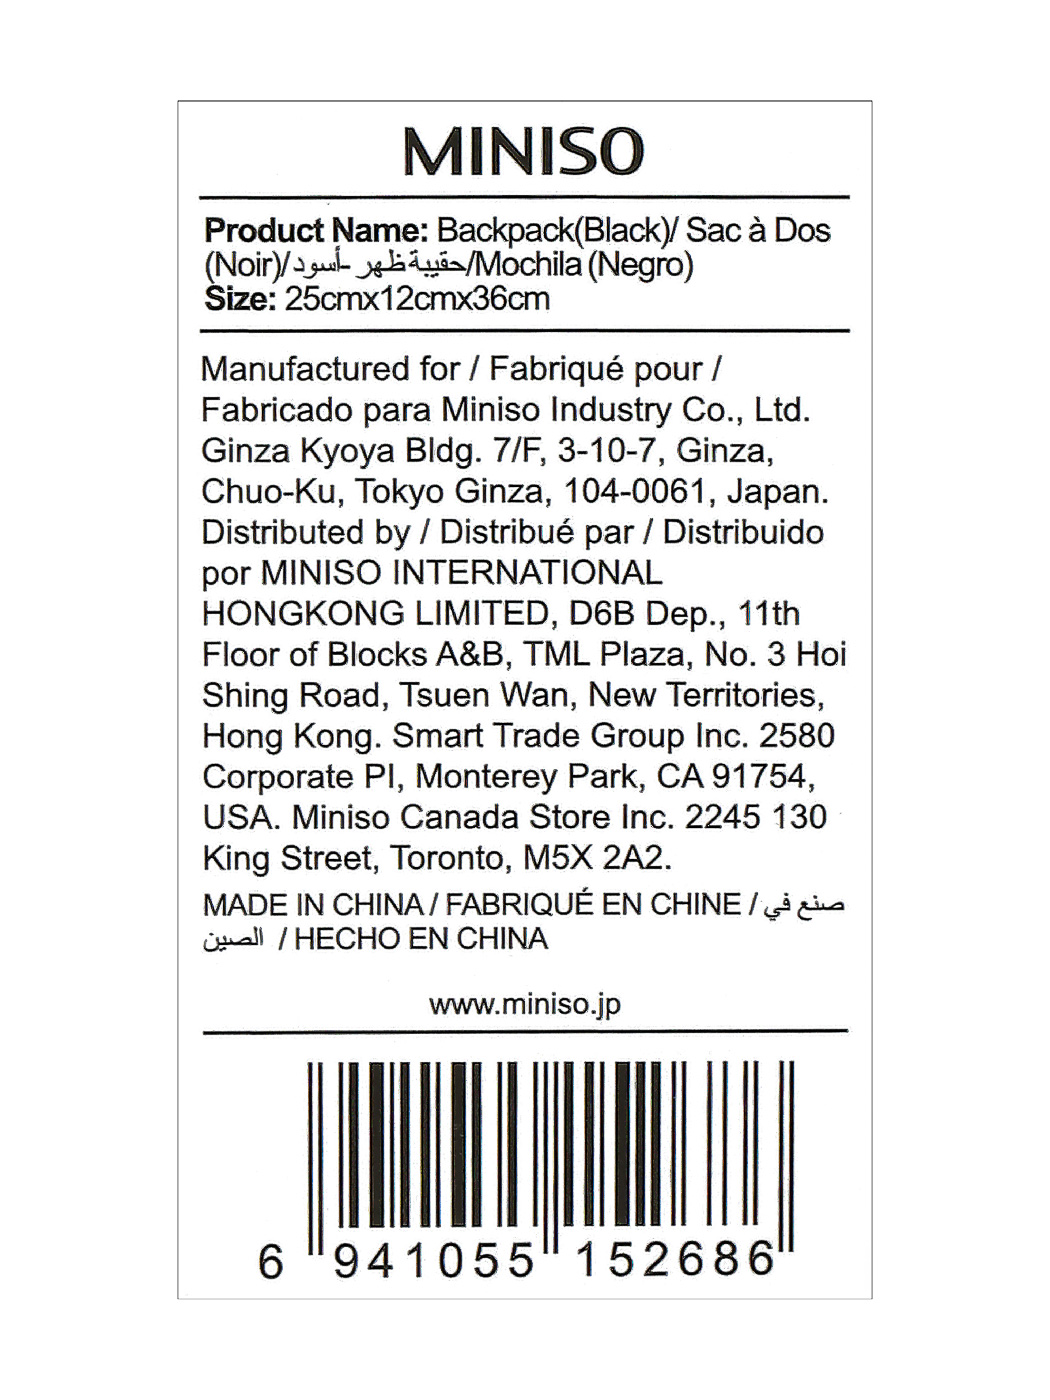 MINISO
Product Name: Backpack(Black)/ Sac à Dos
(Noir)/حقيبة ظهر -أسود/Mochila (Negro)
Size: 25cmx12cmx36cm
Manufactured for / Fabriqué pour /
Fabricado para Miniso Industry Co., Ltd.
Ginza Kyoya Bldg. 7/F, 3-10-7, Ginza,
Chuo-Ku, Tokyo Ginza, 104-0061, Japan.
Distributed by / Distribué par / Distribuido
por MINISO INTERNATIONAL
HONGKONG LIMITED, D6B Dep., 11th
Floor of Blocks A&B, TML Plaza, No. 3 Hoi
Shing Road, Tsuen Wan, New Territories,
Hong Kong. Smart Trade Group Inc. 2580
Corporate Pl, Monterey Park, CA 91754,
USA. Miniso Canada Store Inc. 2245 130
King Street, Toronto, M5X 2A2.
MADE IN CHINA / FABRIQUÉ EN CHINE / صنع في
الصين / HECHO EN CHINA
www.miniso.jp
6 941055 152686